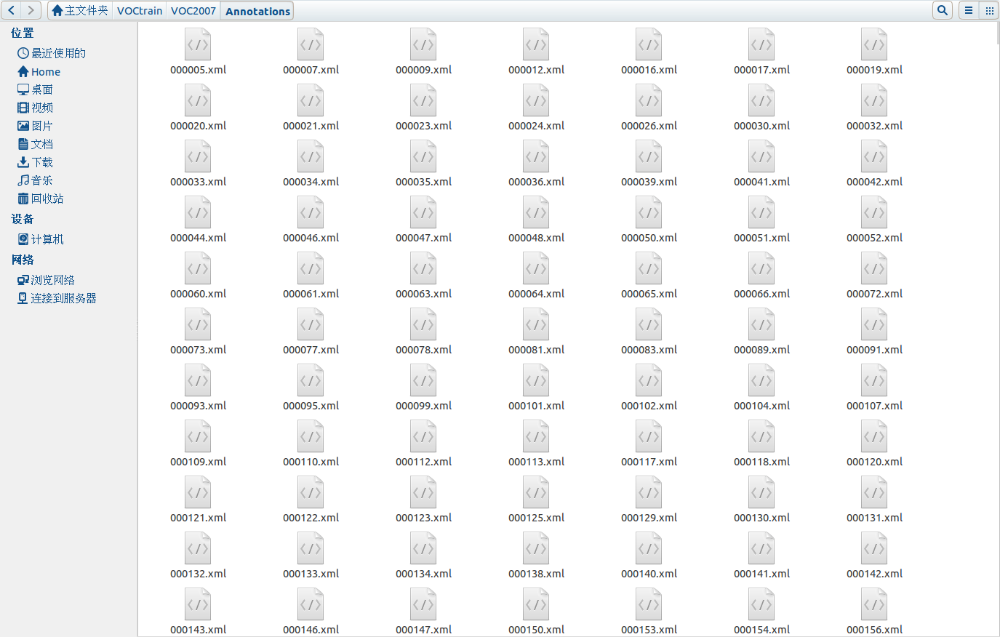 主文件夹 VOCtrain VOC2007 Annotations
位置
最近使用的
Home
桌面
视频
图片
文档
下载
音乐
回收站
设备
计算机
网络
浏览网络
连接到服务器
000005.xml 000007.xml 000009.xml 000012.xml 000016.xml 000017.xml 000019.xml
000020.xml 000021.xml 000023.xml 000024.xml 000026.xml 000030.xml 000032.xml
000033.xml 000034.xml 000035.xml 000036.xml 000039.xml 000041.xml 000042.xml
000044.xml 000046.xml 000047.xml 000048.xml 000050.xml 000051.xml 000052.xml
000060.xml 000061.xml 000063.xml 000064.xml 000065.xml 000066.xml 000072.xml
000073.xml 000077.xml 000078.xml 000081.xml 000083.xml 000089.xml 000091.xml
000093.xml 000095.xml 000099.xml 000101.xml 000102.xml 000104.xml 000107.xml
000109.xml 000110.xml 000112.xml 000113.xml 000117.xml 000118.xml 000120.xml
000121.xml 000122.xml 000123.xml 000125.xml 000129.xml 000130.xml 000131.xml
000132.xml 000133.xml 000134.xml 000138.xml 000140.xml 000141.xml 000142.xml
000143.xml 000146.xml 000147.xml 000150.xml 000153.xml 000154.xml 000156.xml